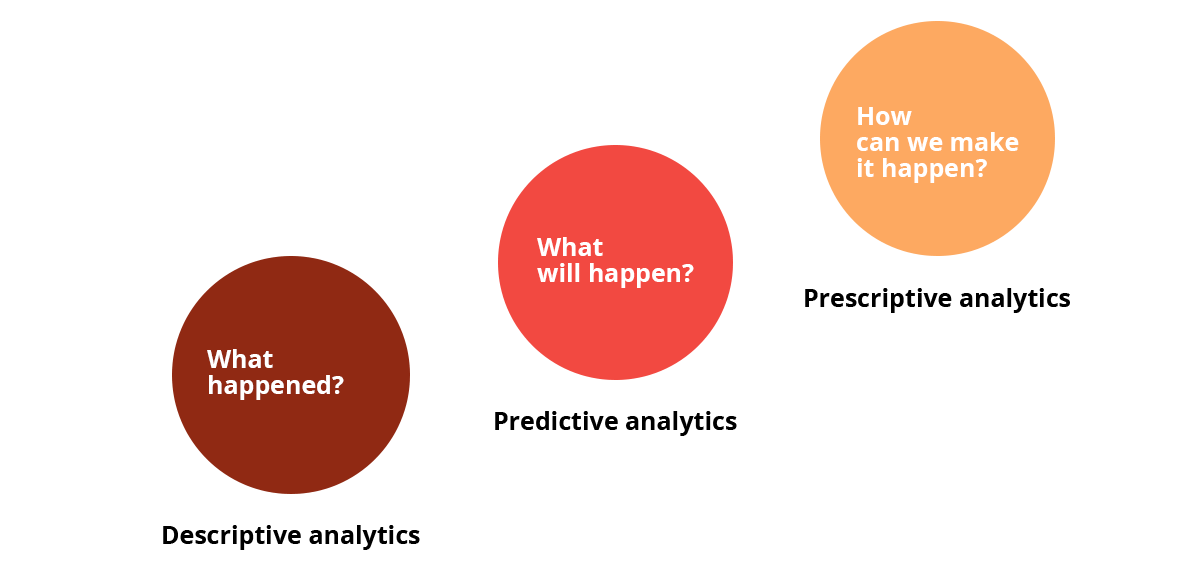 What
happened?
Descriptive analytics
What
will happen?
Predictive analytics
How
can we make
it happen?
Prescriptive analytics